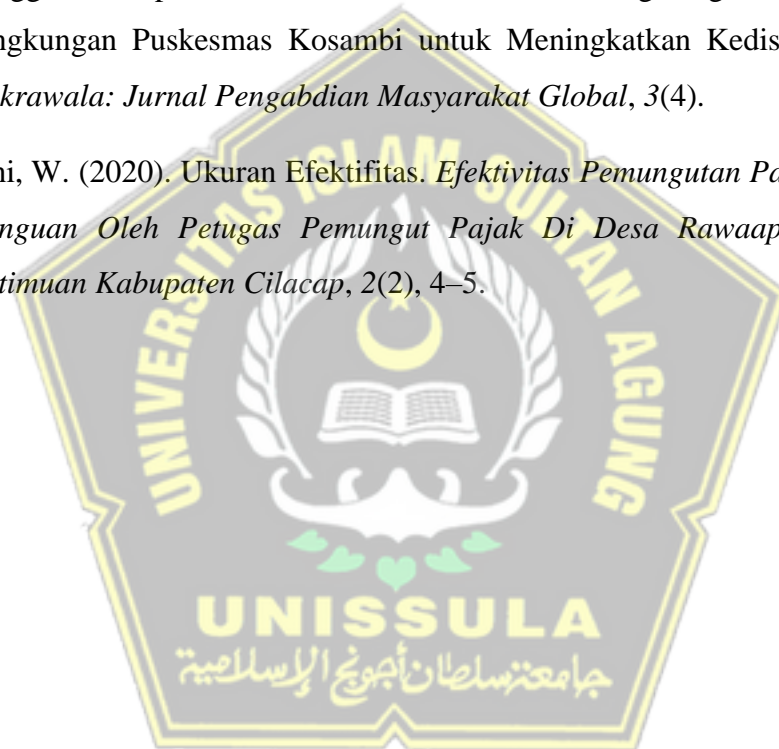 ngkungan Puskesmas Kosambi untuk Meningkatkan Kedis
krawala: Jurnal Pengabdian Masyarakat Global, 3(4).
ni, W. (2020). Ukuran Efektifitas. Efektivitas Pemungutan Pa
nguan Oleh Petugas Pemungut Pajak Di Desa Rawaap
timuan Kabupaten Cilacap, 2(2), 4–5.
UNIVERSITAS ISLAM SULTAN AGUNG
UNISSULA
جامعنسلطان أجونج الإسلامية